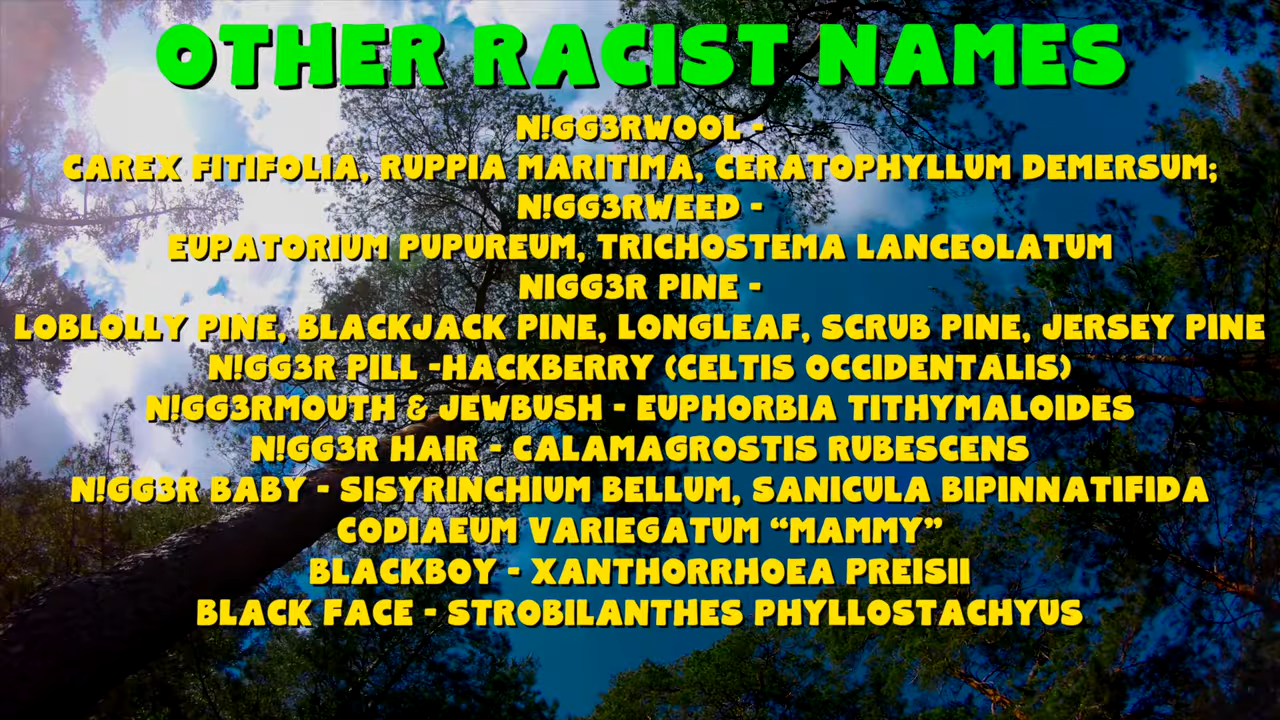 OTHER RACIST NAMES
N!GG3RWOOL -
CAREX FITIFOLIA, RUPPIA MARITIMA, CERATOPHYLLUM DEMERSUM;
N!GG3RWEED -
EUPATORIUM PUPUREUM, TRICHOSTEMA LANCEOLATUM
NIGG3R PINE -
LOBLOLLY PINE, BLACKJACK PINE, LONGLEAF, SCRUB PINE, JERSEY PINE
N!GG3R PILL -HACKBERRY (CELTIS OCCIDENTALIS)
N!GG3RMOUTH & JEWBUSH - EUPHORBIA TITHYMALOIDES
N!GG3R HAIR - CALAMAGROSTIS RUBESCENS
N!GG3R BABY - SISYRINCHIUM BELLUM, SANICULA BIPINNATIFIDA
CODIAEUM VARIEGATUM “MAMMY”
BLACKBOY - XANTHORRHOEA PREISII
BLACK FACE - STROBILANTHES PHYLLOSTACHYUS